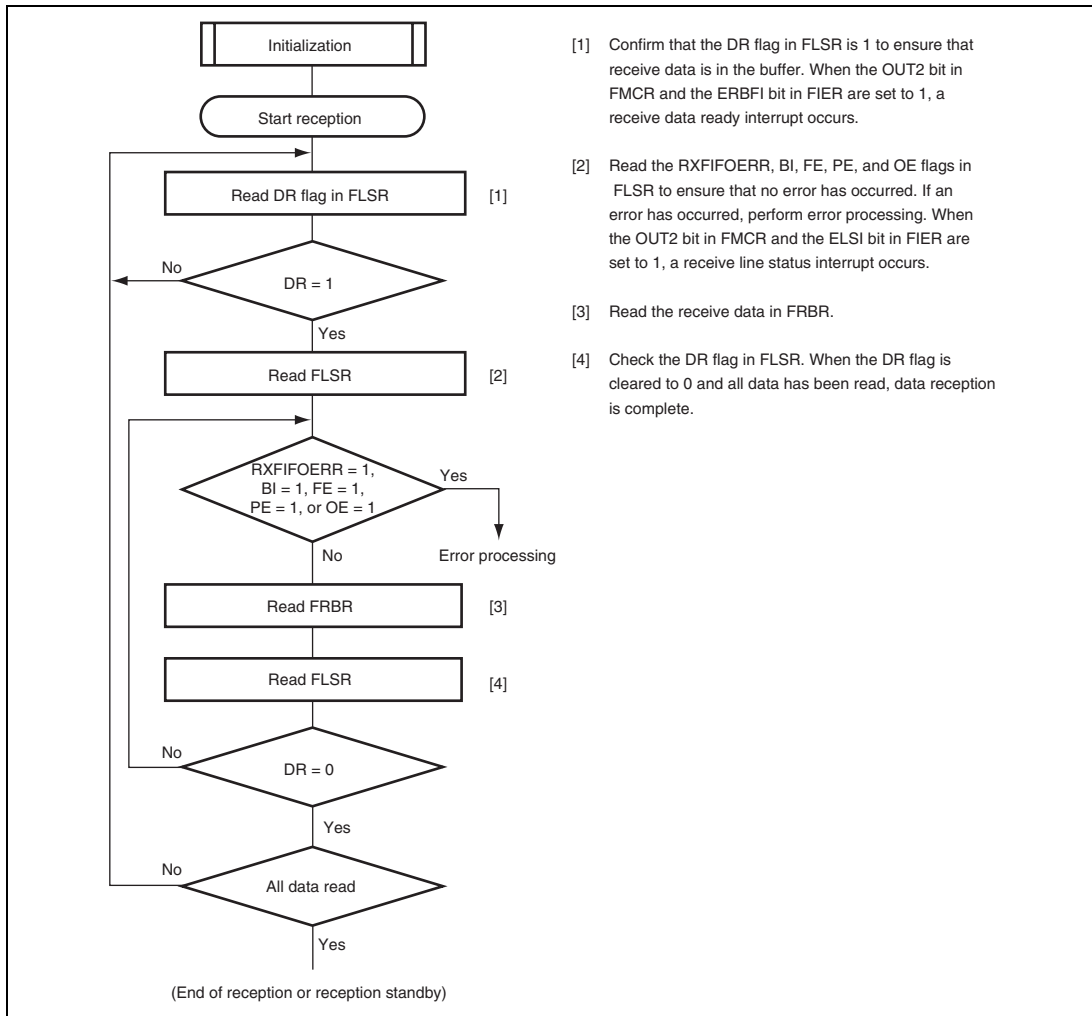 Initialization
Start reception
Read DR flag in FLSR
[1]
No
DR = 1
Yes
Read FLSR
[2]
RXFIFOERR = 1,
BI = 1, FE = 1,
PE = 1, or OE = 1
Yes
Error processing
No
Read FRBR
[3]
Read FLSR
[4]
No
DR = 0
Yes
No
All data read
Yes
(End of reception or reception standby)
[1] Confirm that the DR flag in FLSR is 1 to ensure that
receive data is in the buffer. When the OUT2 bit in
FMCR and the ERBFI bit in FIER are set to 1, a
receive data ready interrupt occurs.
[2] Read the RXFIFOERR, BI, FE, PE, and OE flags in
FLSR to ensure that no error has occurred. If an
error has occurred, perform error processing. When
the OUT2 bit in FMCR and the ELSI bit in FIER are
set to 1, a receive line status interrupt occurs.
[3] Read the receive data in FRBR.
[4] Check the DR flag in FLSR. When the DR flag is
cleared to 0 and all data has been read, data reception
is complete.